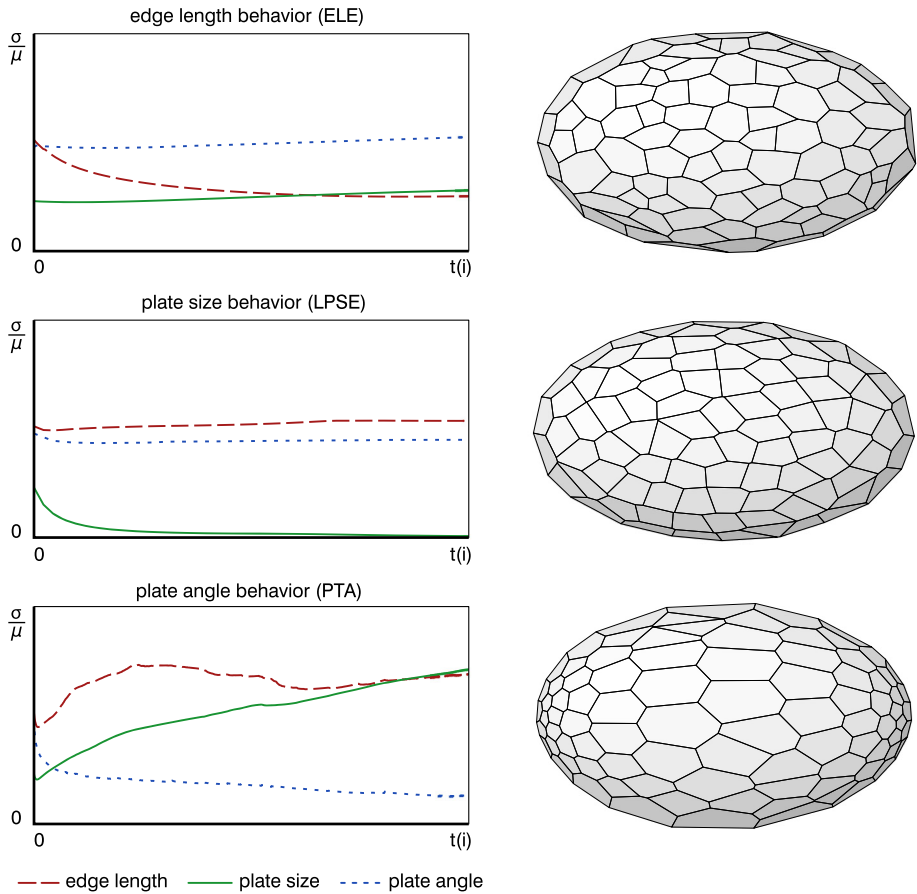 edge length behavior (ELE)
σ
μ
0
0 t(i)
plate size behavior (LPSE)
σ
μ
0
0 t(i)
plate angle behavior (PTA)
σ
μ
0
0 t(i)
edge length plate size plate angle